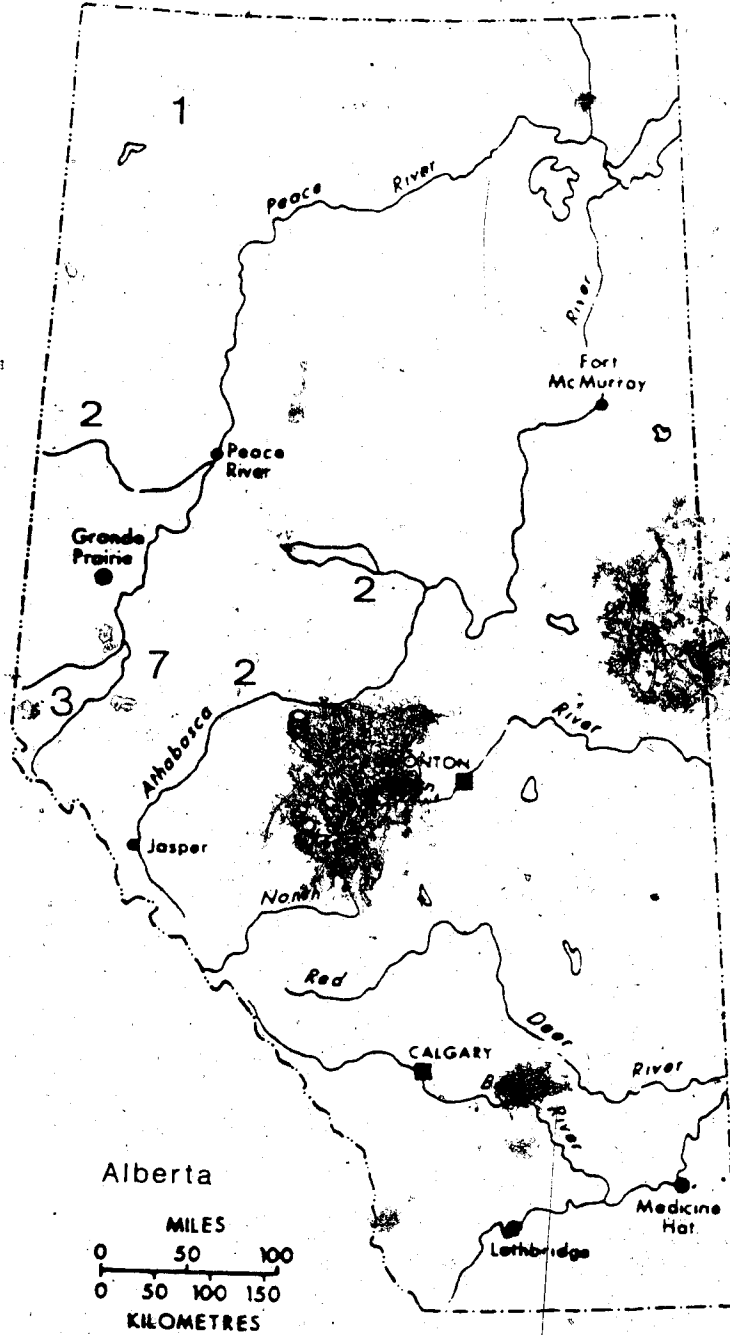 1
Peace River
River
Fort
McMurray
2
Peace
River
Grande
Prairie
2
7
2
3
Athabasca
River
Jasper
North
Red
Deer
River
CALGARY
River
Alberta
MILES
0 50 100
0 50 100 150
KILOMETRES
Medicine
Hat
Lethbridge